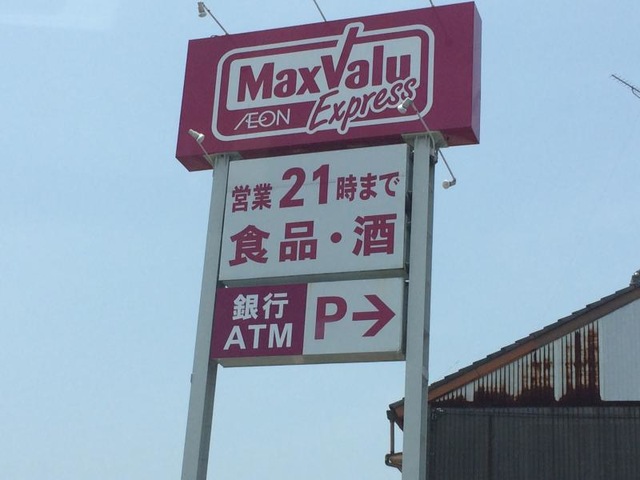 MaxValu
ÆON Express
営業21時まで
食品・酒
銀行
ATM
P→